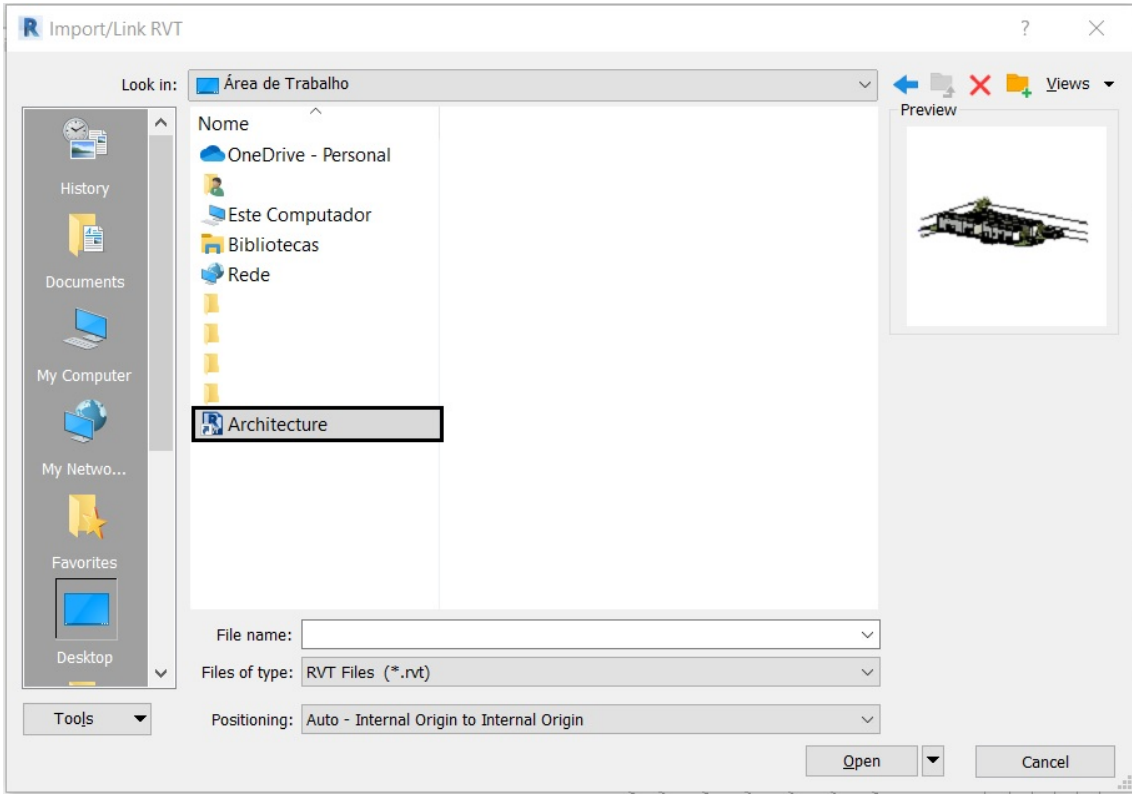 Import/Link RVT
Look in: Área de Trabalho
Views
Preview
Nome
OneDrive - Personal
Este Computador
Bibliotecas
Rede
Architecture
History
Documents
My Computer
My Netwo...
Favorites
Desktop
File name:
Files of type: RVT Files (*.rvt)
Tools
Positioning: Auto - Internal Origin to Internal Origin
Open
Cancel